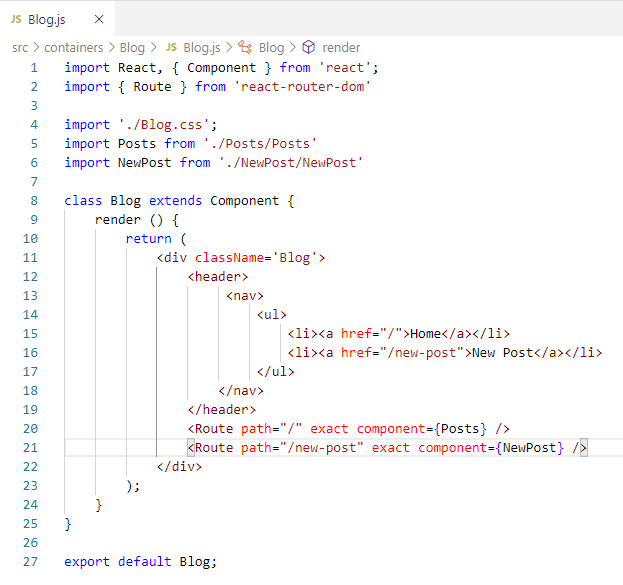 JS Blog.js ×
src > containers > Blog > JS Blog.js > Blog > render
1 import React, { Component } from 'react';
2 import { Route } from 'react-router-dom'
3
4 import './Blog.css';
5 import Posts from './Posts/Posts'
6 import NewPost from './NewPost/NewPost'
7
8 class Blog extends Component {
9     render () {
10         return (
11             <div className='Blog'>
12                 <header>
13                     <nav>
14                         <ul>
15                             <li><a href="/">Home</a></li>
16                             <li><a href="/new-post">New Post</a></li>
17                         </ul>
18                     </nav>
19                 </header>
20                 <Route path="/" exact component={Posts} />
21                 <Route path="/new-post" exact component={NewPost} />
22             </div>
23         );
24     }
25 }
26
27 export default Blog;